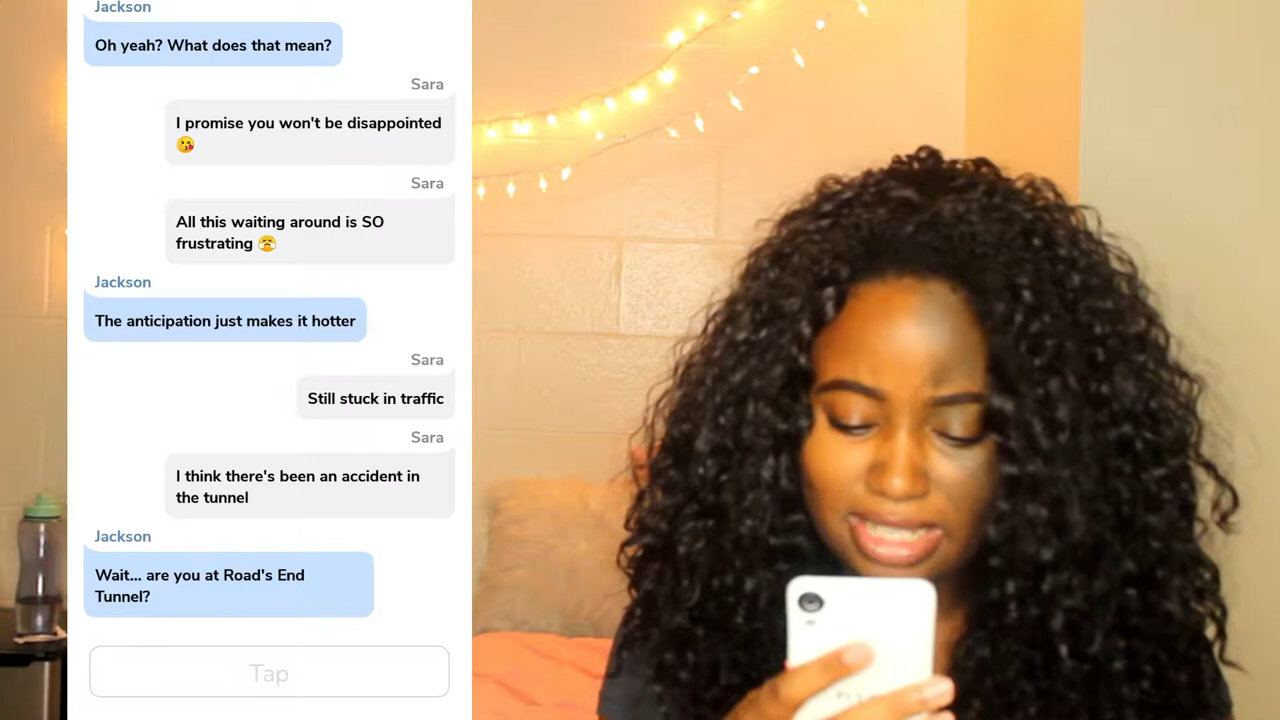 Jackson
Oh yeah? What does that mean?
Sara
I promise you won't be disappointed
😘
Sara
All this waiting around is SO
frustrating 😤
Jackson
The anticipation just makes it hotter
Sara
Still stuck in traffic
Sara
I think there's been an accident in
the tunnel
Jackson
Wait... are you at Road's End
Tunnel?
Tap